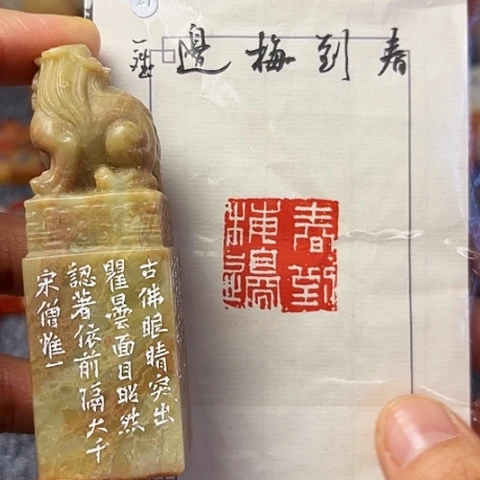 春到梅邊
春到
梅邊
古佛眼睛突出
瞿曇面目昭然
認著依前隔大千
宋僧惟一